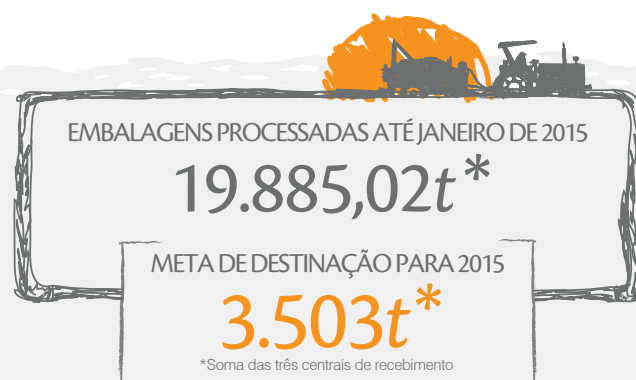 EMBALAGENS PROCESSADAS ATÉ JANEIRO DE 2015
19.885,02t*
META DE DESTINAÇÃO PARA 2015
3.503t*
*Soma das três centrais de recebimento